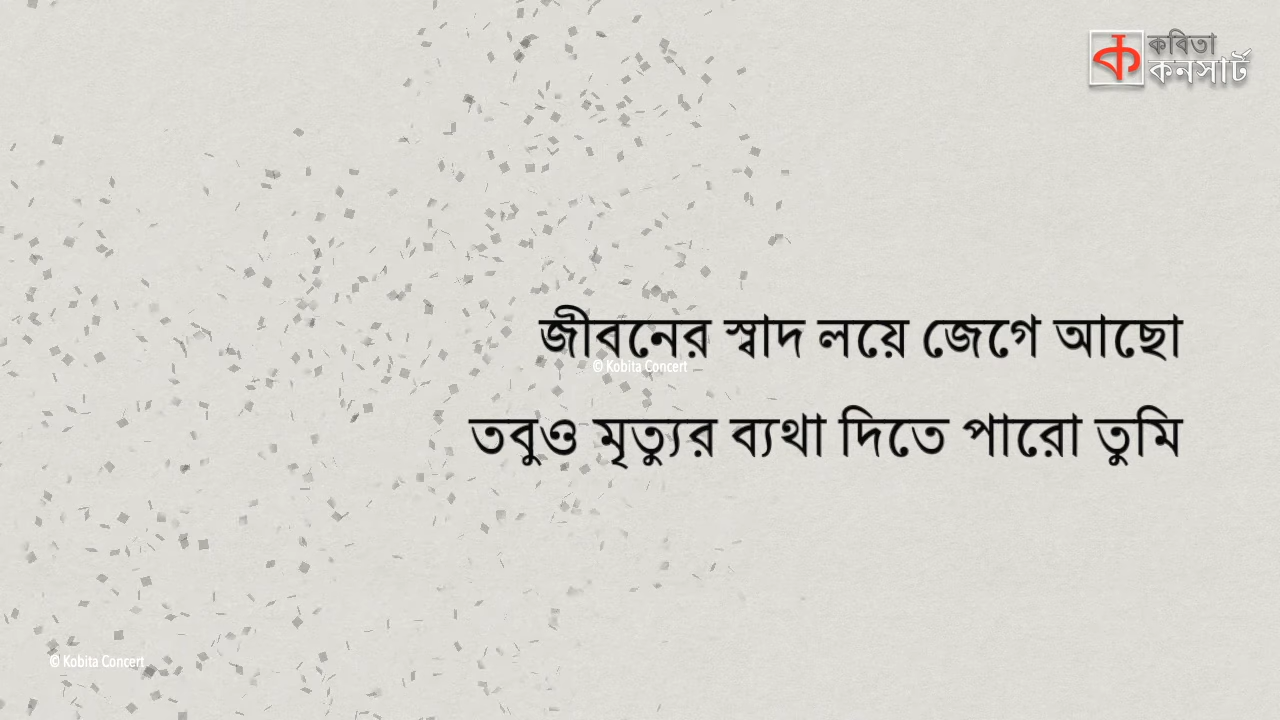 ক কবিতা
কনসার্ট
জীবনের স্বাদ লয়ে জেগে আছো
© Kobita Concert
তবুও মৃত্যুর ব্যথা দিতে পারো তুমি
© Kobita Concert